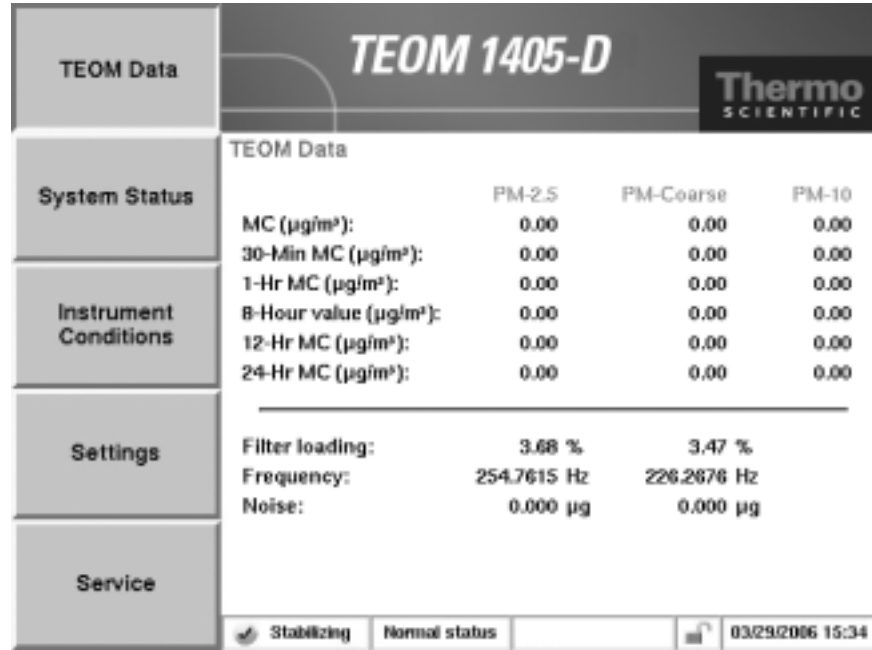 TEOM Data
TEOM 1405-D
Thermo
SCIENTIFIC
System Status
Instrument
Conditions
Settings
Service
TEOM Data
PM-2.5 PM-Coarse PM-10
MC (µg/m³): 0.00 0.00 0.00
30-Min MC (µg/m³): 0.00 0.00 0.00
1-Hr MC (µg/m³): 0.00 0.00 0.00
8-Hour value (µg/m³): 0.00 0.00 0.00
12-Hr MC (µg/m³): 0.00 0.00 0.00
24-Hr MC (µg/m³): 0.00 0.00 0.00
Filter loading: 3.68 % 3.47 %
Frequency: 254.7615 Hz 226.2676 Hz
Noise: 0.000 µg 0.000 µg
Stabilizing Normal status 03/29/2006 15:34